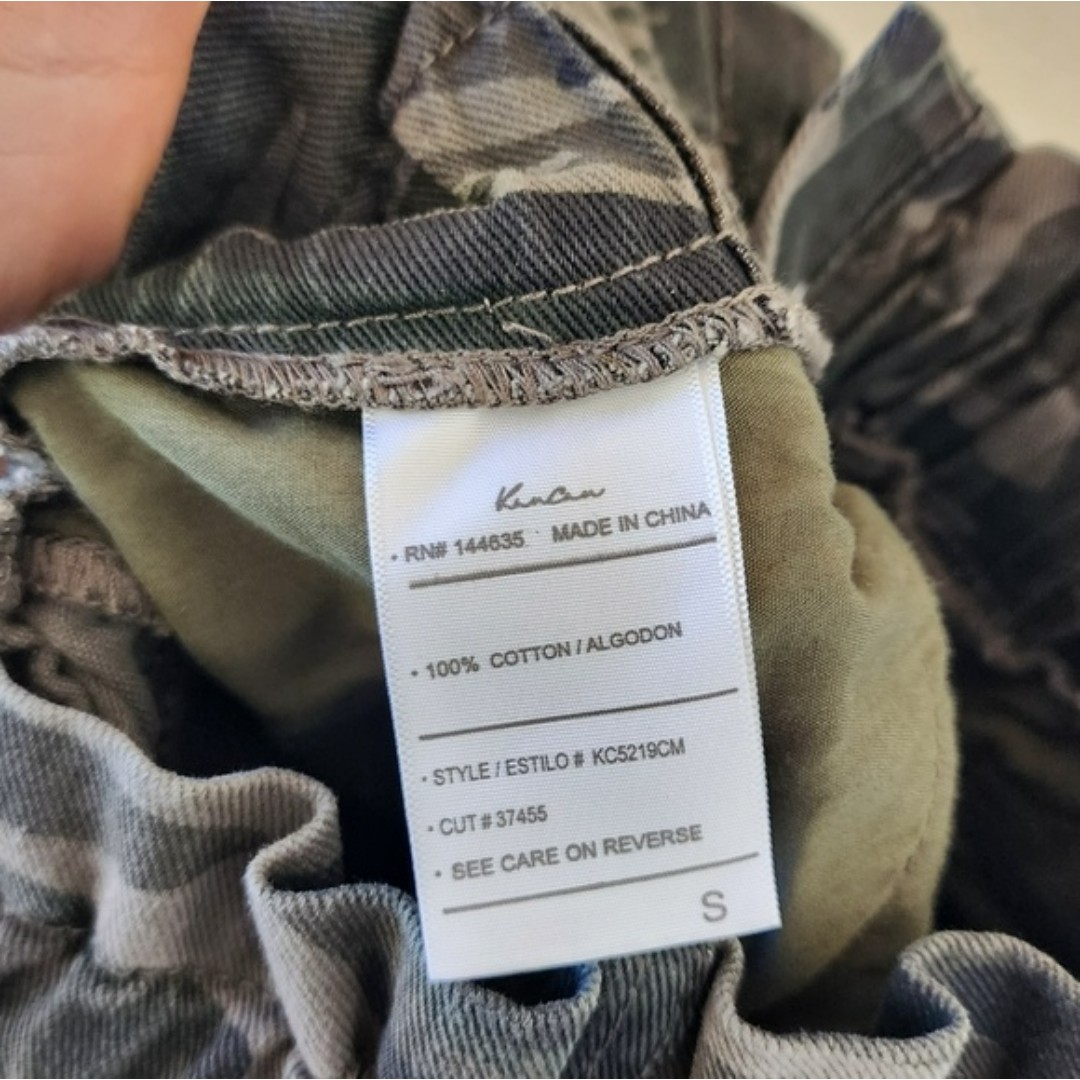 KanCan
• RN# 144635 · MADE IN CHINA
• 100% COTTON / ALGODON
• STYLE / ESTILO # KC5219CM
• CUT # 37455
• SEE CARE ON REVERSE
S